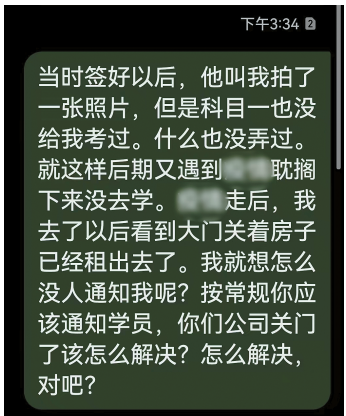 下午3:34 2
当时签好以后，他叫我拍了
一张照片，但是科目一也没
给我考过。什么也没弄过。
就这样后期又遇到耽搁
下来没去学。走后，我
去了以后看到大门关着房子
已经租出去了。我就想怎么
没人通知我呢？按常规你应
该通知学员，你们公司关门
了该怎么解决？怎么解决，
对吧？